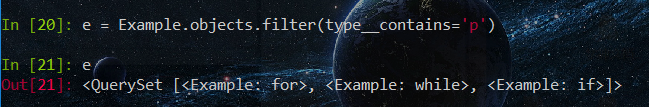 In [20]: e = Example.objects.filter(type__contains='p')
In [21]: e
Out[21]: <QuerySet [<Example: for>, <Example: while>, <Example: if>]>